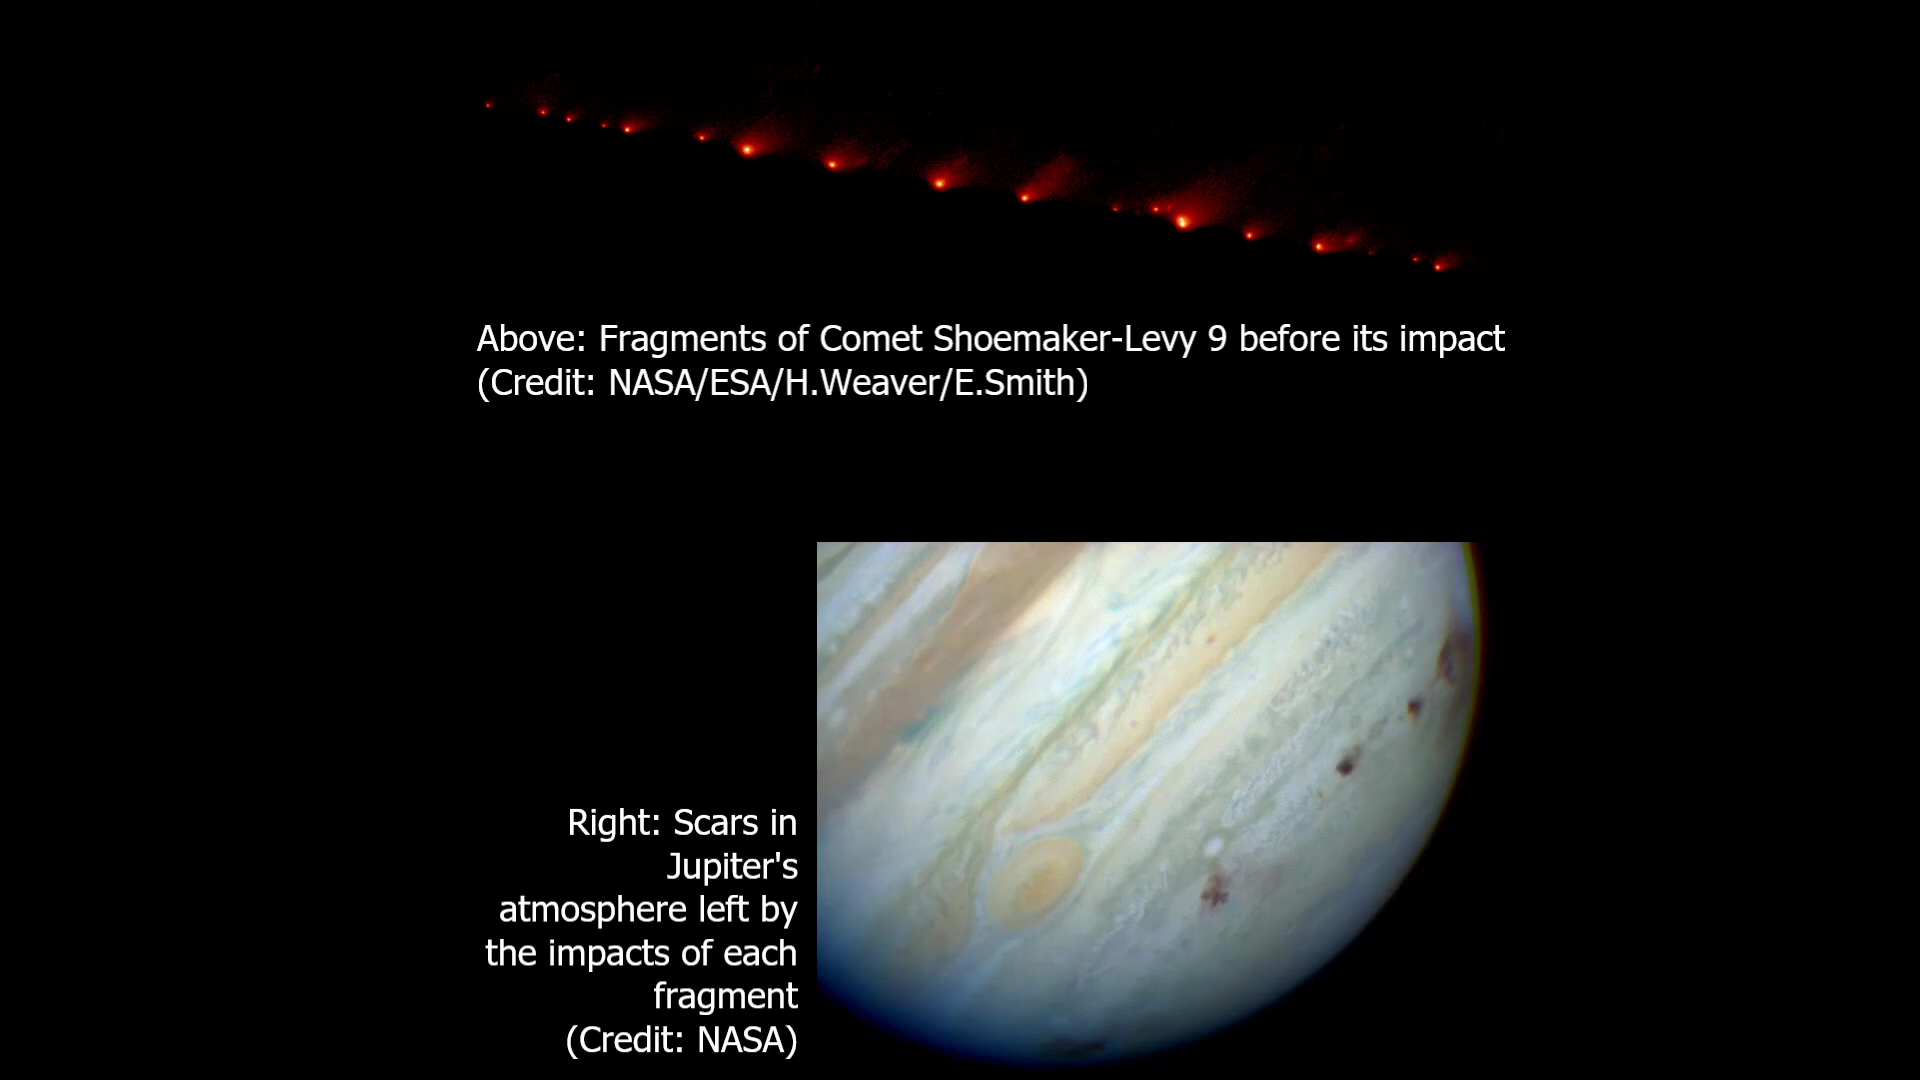 Above: Fragments of Comet Shoemaker-Levy 9 before its impact
(Credit: NASA/ESA/H.Weaver/E.Smith)
Right: Scars in
Jupiter's
atmosphere left by
the impacts of each
fragment
(Credit: NASA)